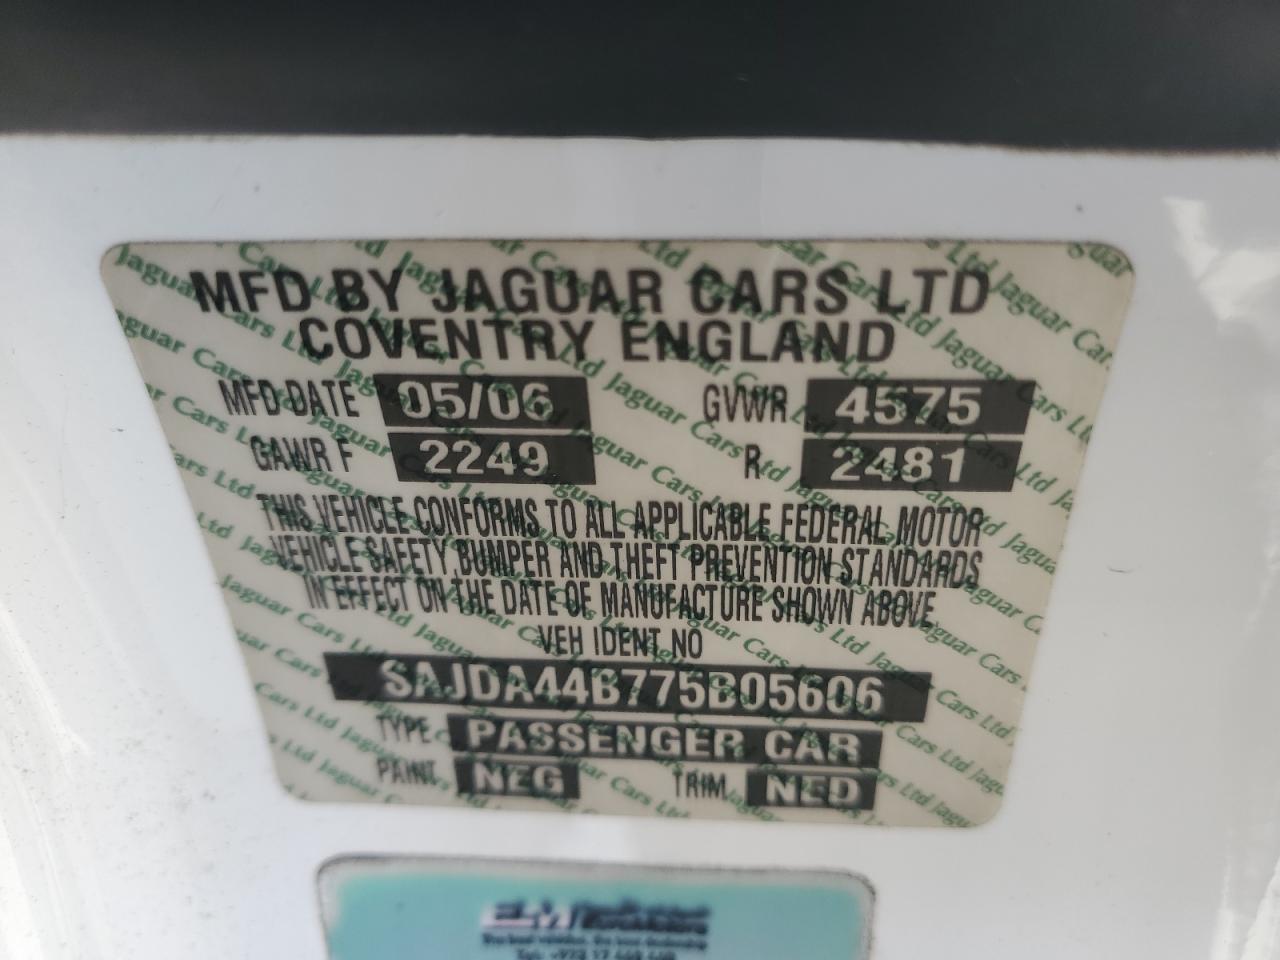 MFD BY JAGUAR CARS LTD
COVENTRY ENGLAND
MFD DATE 05/06 GVWR 4575
GAWR F 2249 R 2481
THIS VEHICLE CONFORMS TO ALL APPLICABLE FEDERAL MOTOR
VEHICLE SAFETY, BUMPER AND THEFT PREVENTION STANDARDS
IN EFFECT ON THE DATE OF MANUFACTURE SHOWN ABOVE
VEH IDENT NO
SAJDA44B775B05606
TYPE PASSENGER CAR
PAINT NEG TRIM NED